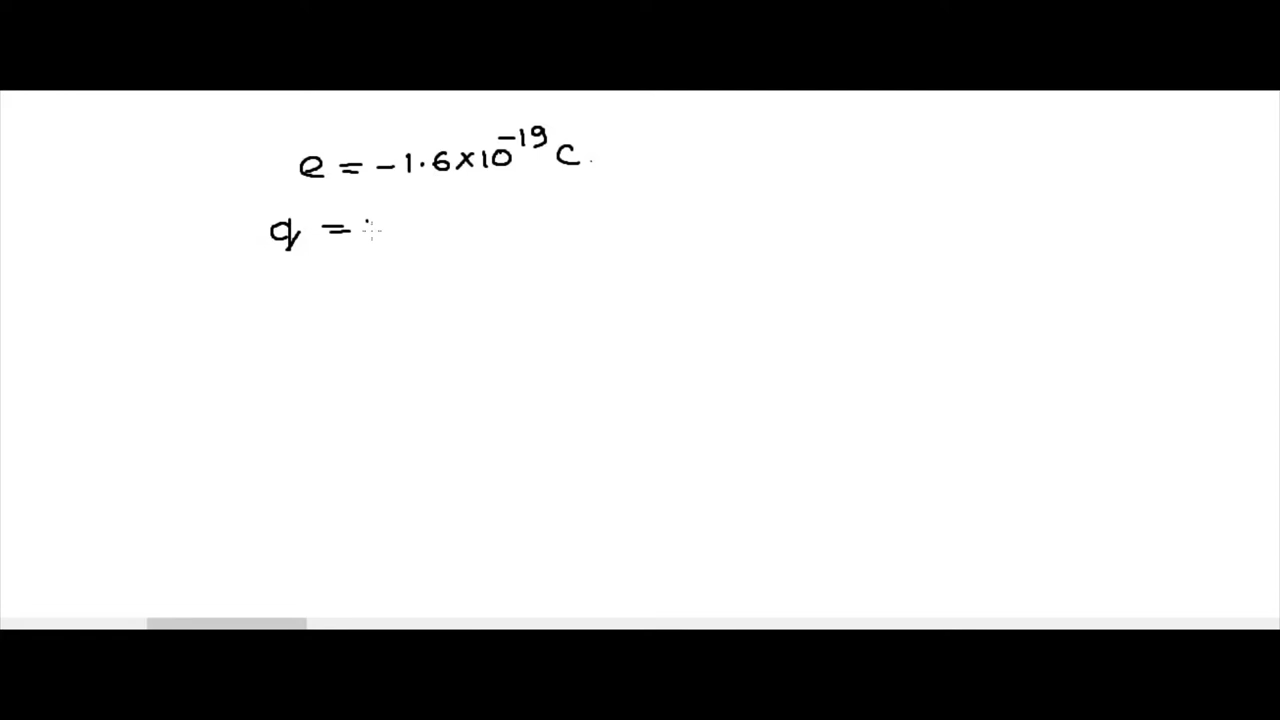 e = -1.6×10⁻¹⁹ C.
q =